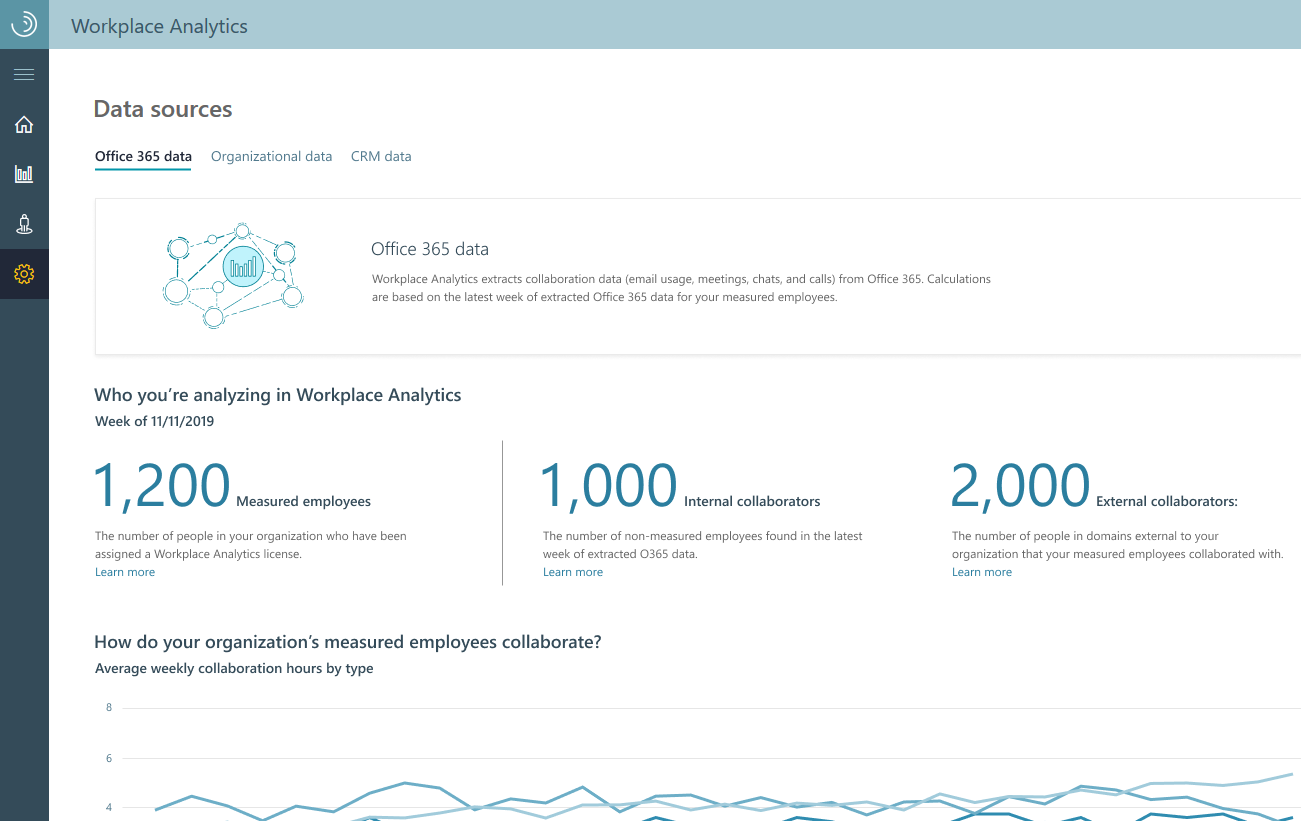 Workplace Analytics
Data sources
Office 365 data Organizational data CRM data
Office 365 data
Workplace Analytics extracts collaboration data (email usage, meetings, chats, and calls) from Office 365. Calculations
are based on the latest week of extracted Office 365 data for your measured employees.
Who you’re analyzing in Workplace Analytics
Week of 11/11/2019
1,200 Measured employees
The number of people in your organization who have been
assigned a Workplace Analytics license.
Learn more
1,000 Internal collaborators
The number of non-measured employees found in the latest
week of extracted O365 data.
Learn more
2,000 External collaborators:
The number of people in domains external to your
organization that your measured employees collaborated with.
Learn more
How do your organization’s measured employees collaborate?
Average weekly collaboration hours by type
8
6
4